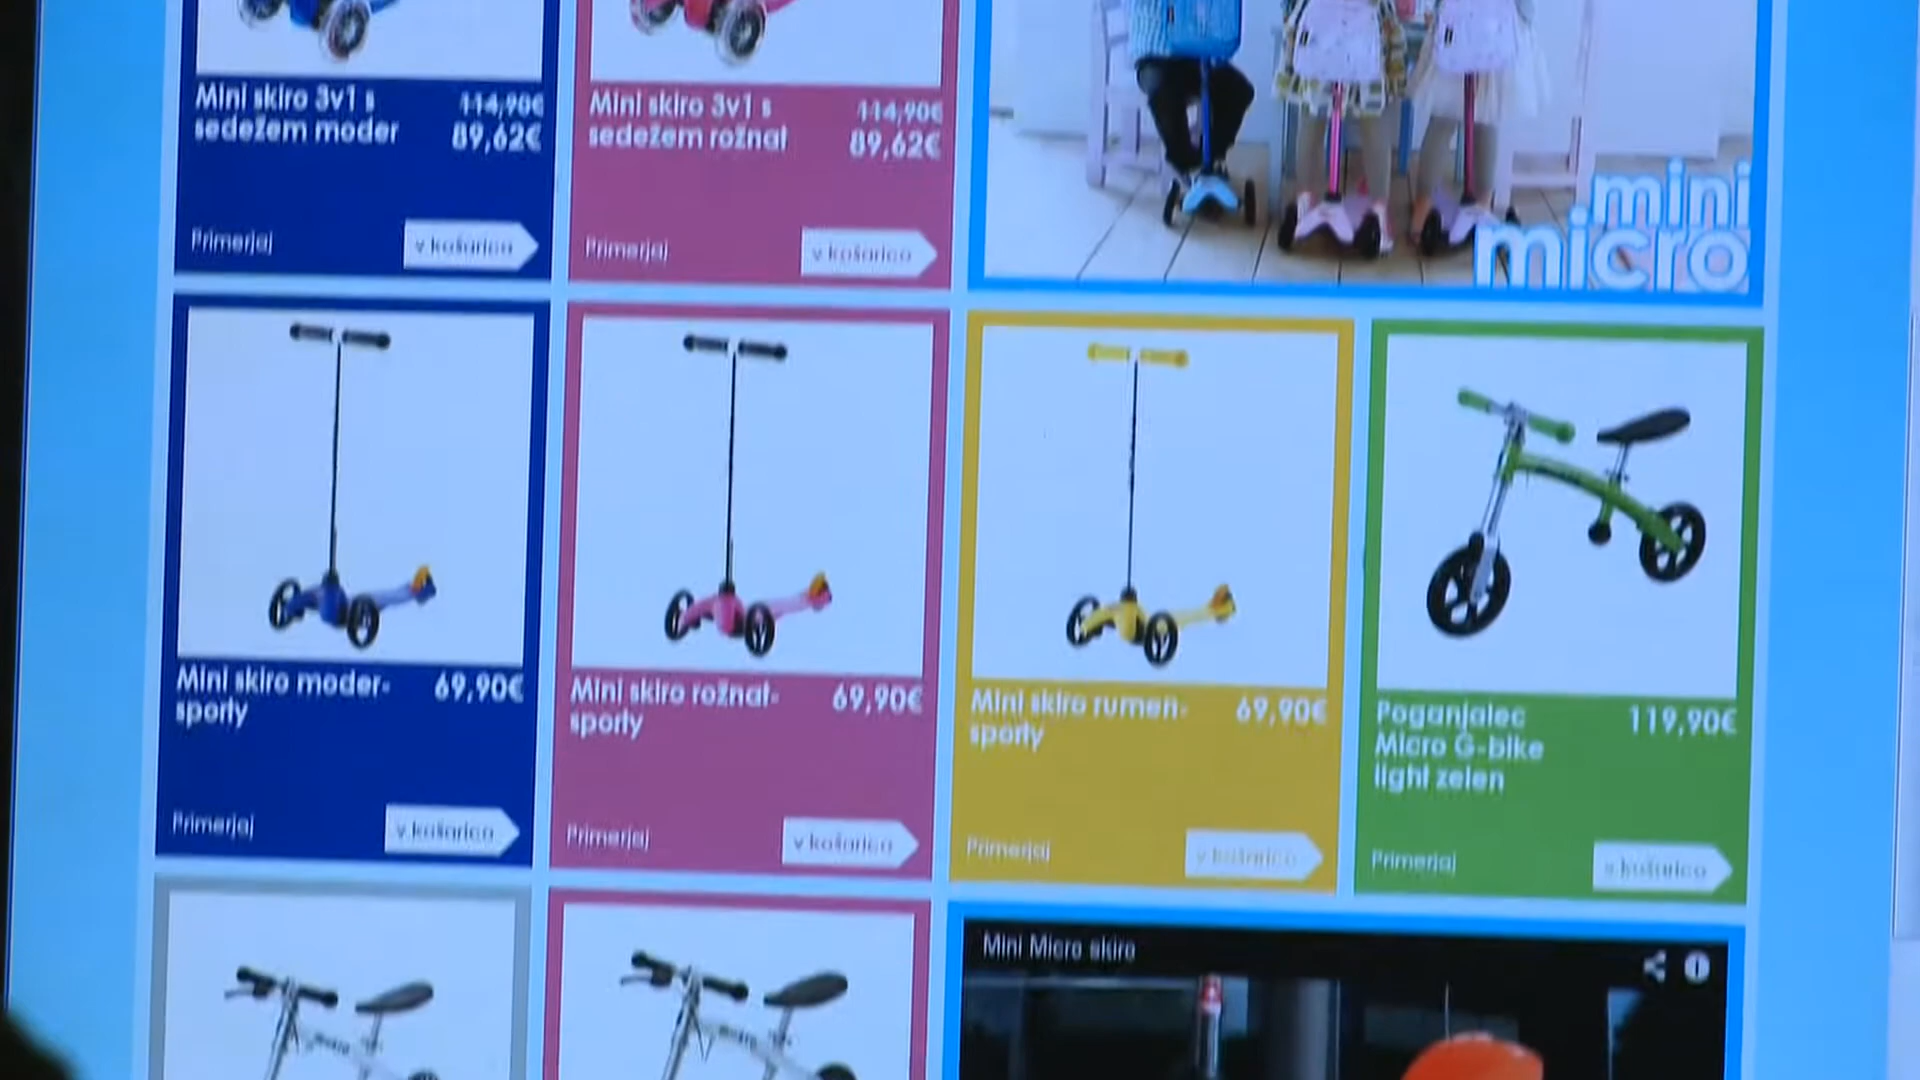 Mini skiro 3v1 s
sedežem moder
114,90€
89,62€
Primerjaj
v košarico
Mini skiro 3v1 s
sedežem rožnat
114,90€
89,62€
Primerjaj
v košarico
mini
micro
Mini skiro moder-
sporty
69,90€
Primerjaj
v košarico
Mini skiro rožnat-
sporty
69,90€
Primerjaj
v košarico
Mini skiro rumen-
sporty
69,90€
Primerjaj
v košarico
Poganjalec
Micro G-bike
light zelen
119,90€
Primerjaj
v košarico
Mini Micro skiro